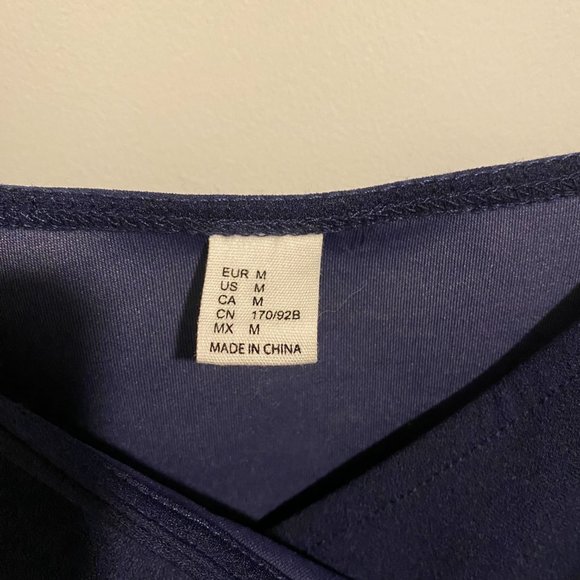 EUR M
US M
CA M
CN 170/92B
MX M
MADE IN CHINA